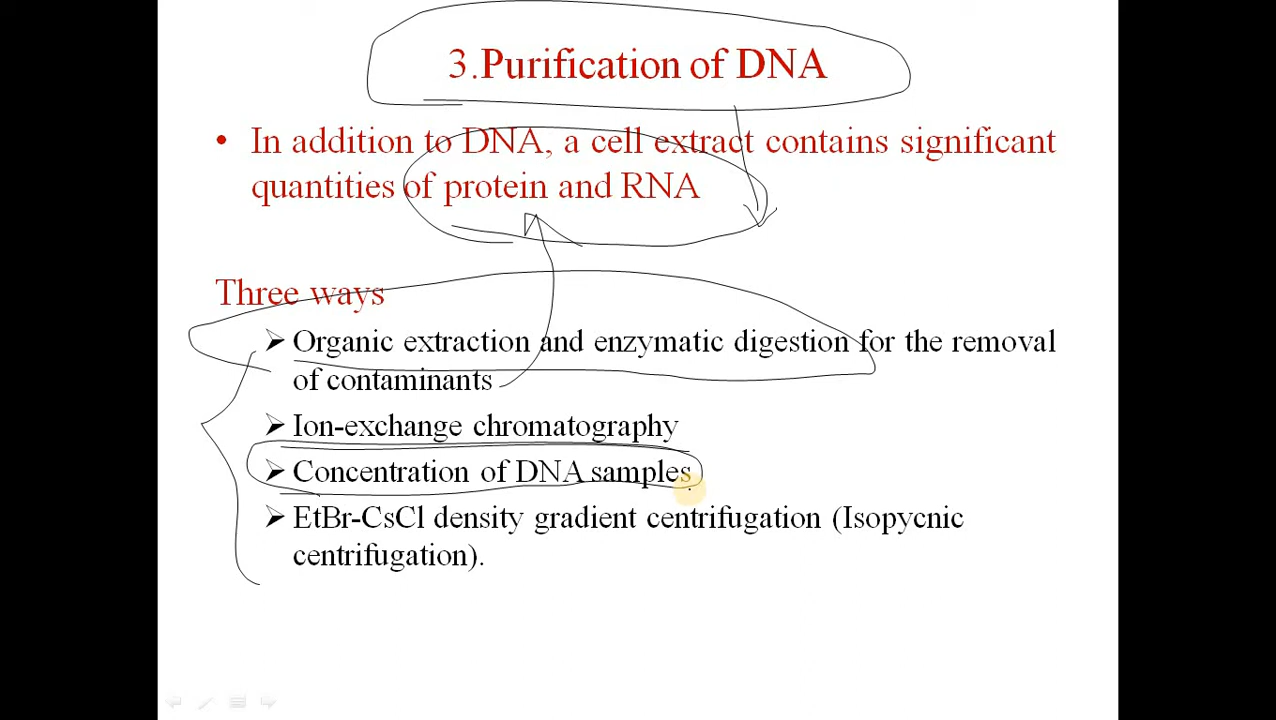 3.Purification of DNA
• In addition to DNA, a cell extract contains significant
quantities of protein and RNA
Three ways
➢ Organic extraction and enzymatic digestion for the removal
of contaminants
➢ Ion-exchange chromatography
➢ Concentration of DNA samples
➢ EtBr-CsCl density gradient centrifugation (Isopycnic
centrifugation).